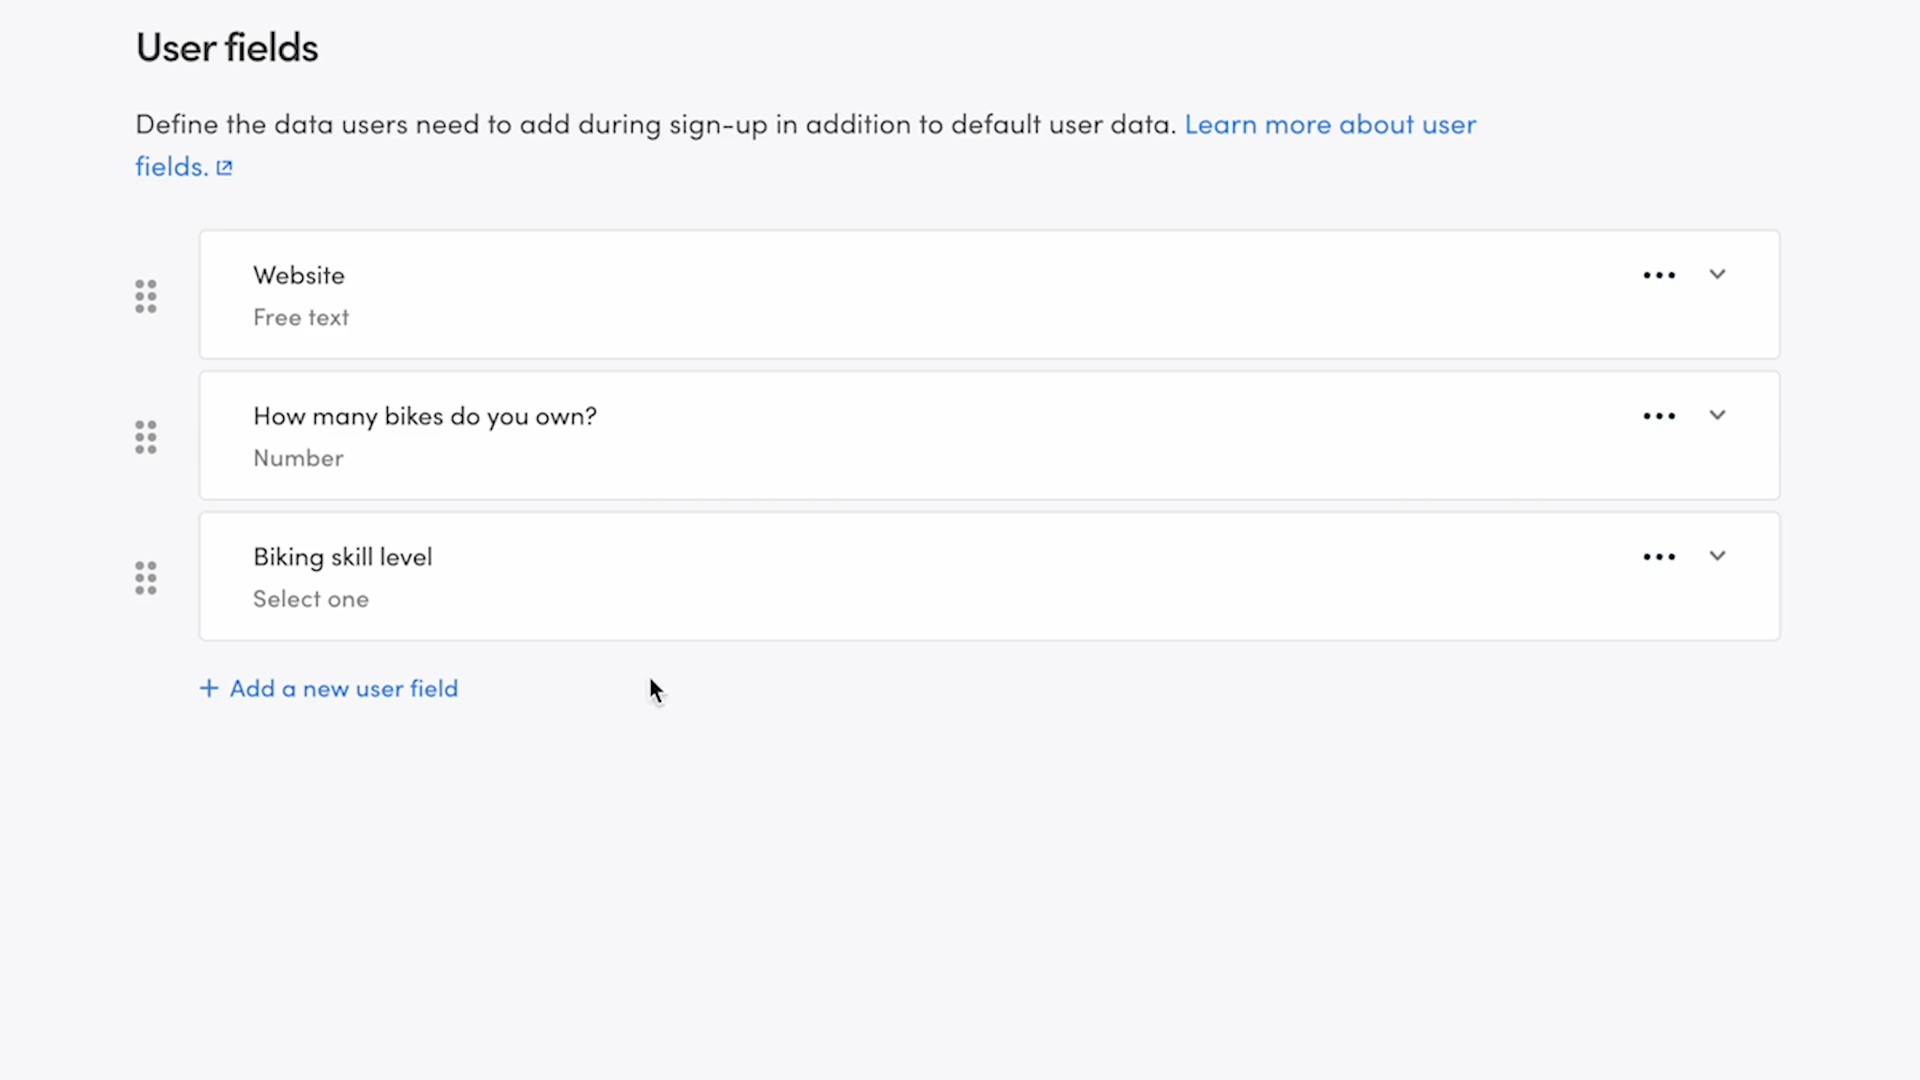 User fields
Define the data users need to add during sign-up in addition to default user data. Learn more about user
fields.
Website
Free text
How many bikes do you own?
Number
Biking skill level
Select one
+ Add a new user field